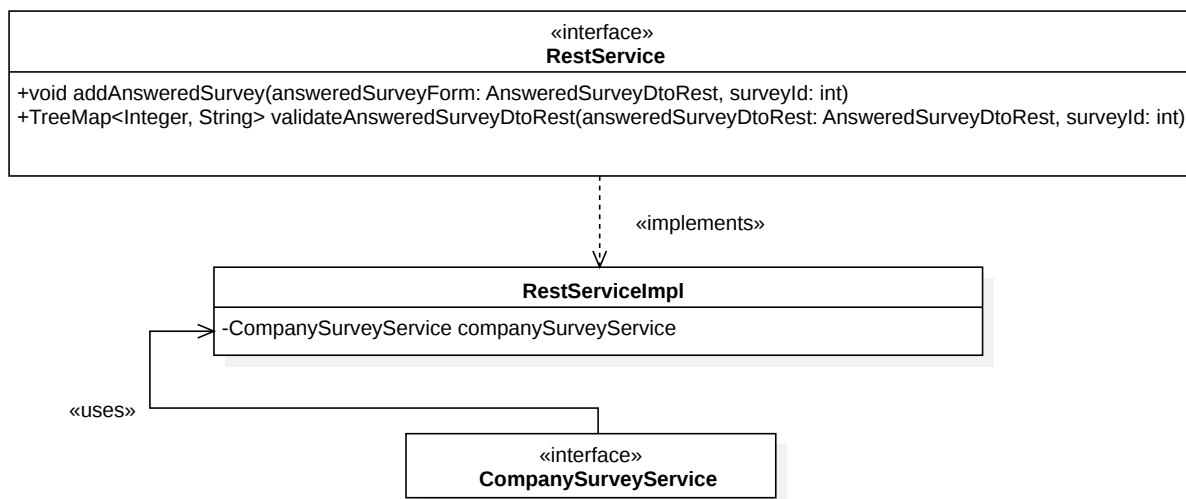 «interface»
RestService
+void addAnsweredSurvey(answeredSurveyForm: AnsweredSurveyDtoRest, surveyId: int)
+TreeMap<Integer, String> validateAnsweredSurveyDtoRest(answeredSurveyDtoRest: AnsweredSurveyDtoRest, surveyId: int)
«implements»
RestServiceImpl
-CompanySurveyService companySurveyService
«uses»
«interface»
CompanySurveyService